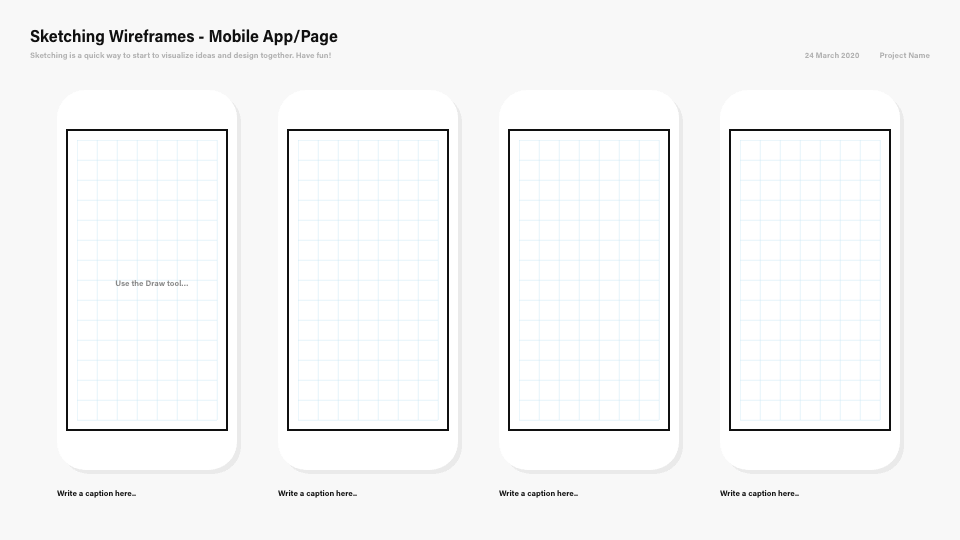 Sketching Wireframes - Mobile App/Page
Sketching is a quick way to start to visualize ideas and design together. Have fun!
24 March 2020 Project Name
Use the Draw tool...
Write a caption here..
Write a caption here..
Write a caption here..
Write a caption here..